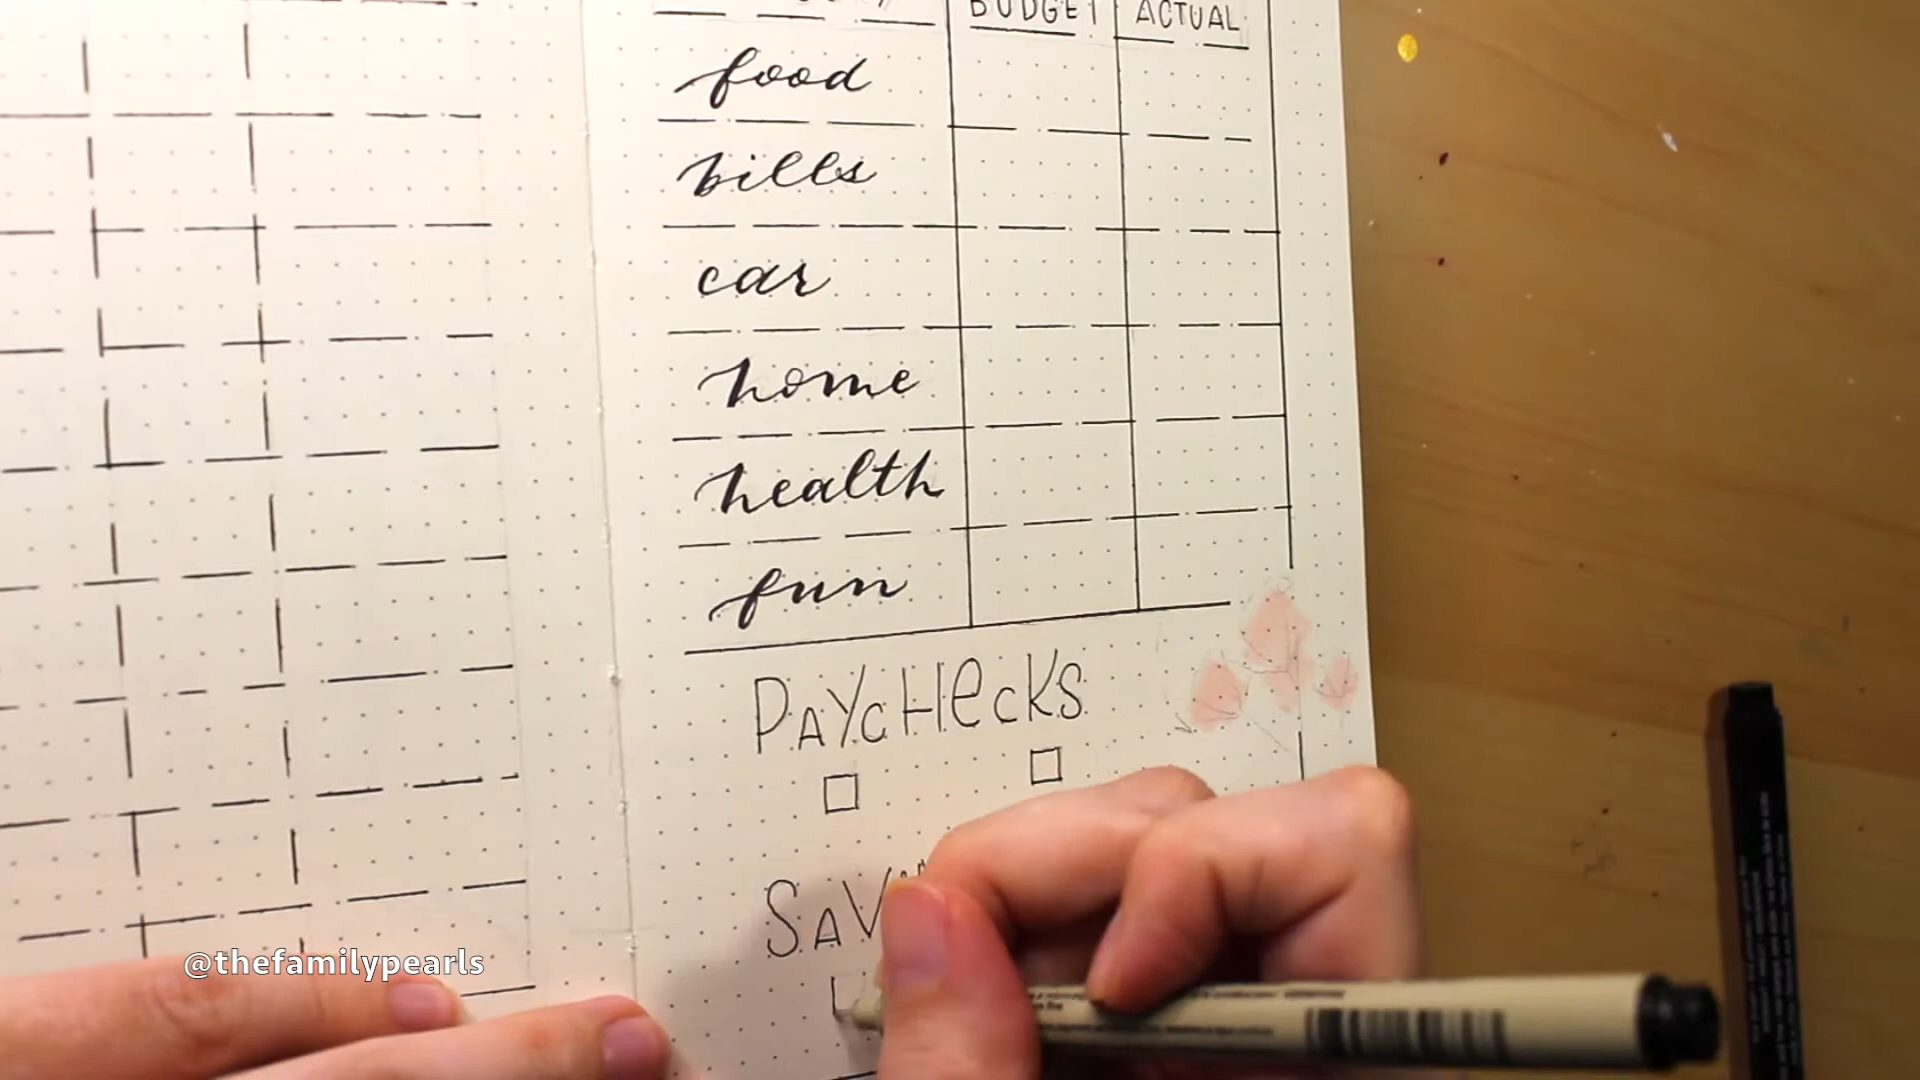 BUDGET ACTUAL
food
bills
car
home
health
fun
PAYCHECKS
@thefamilypearls